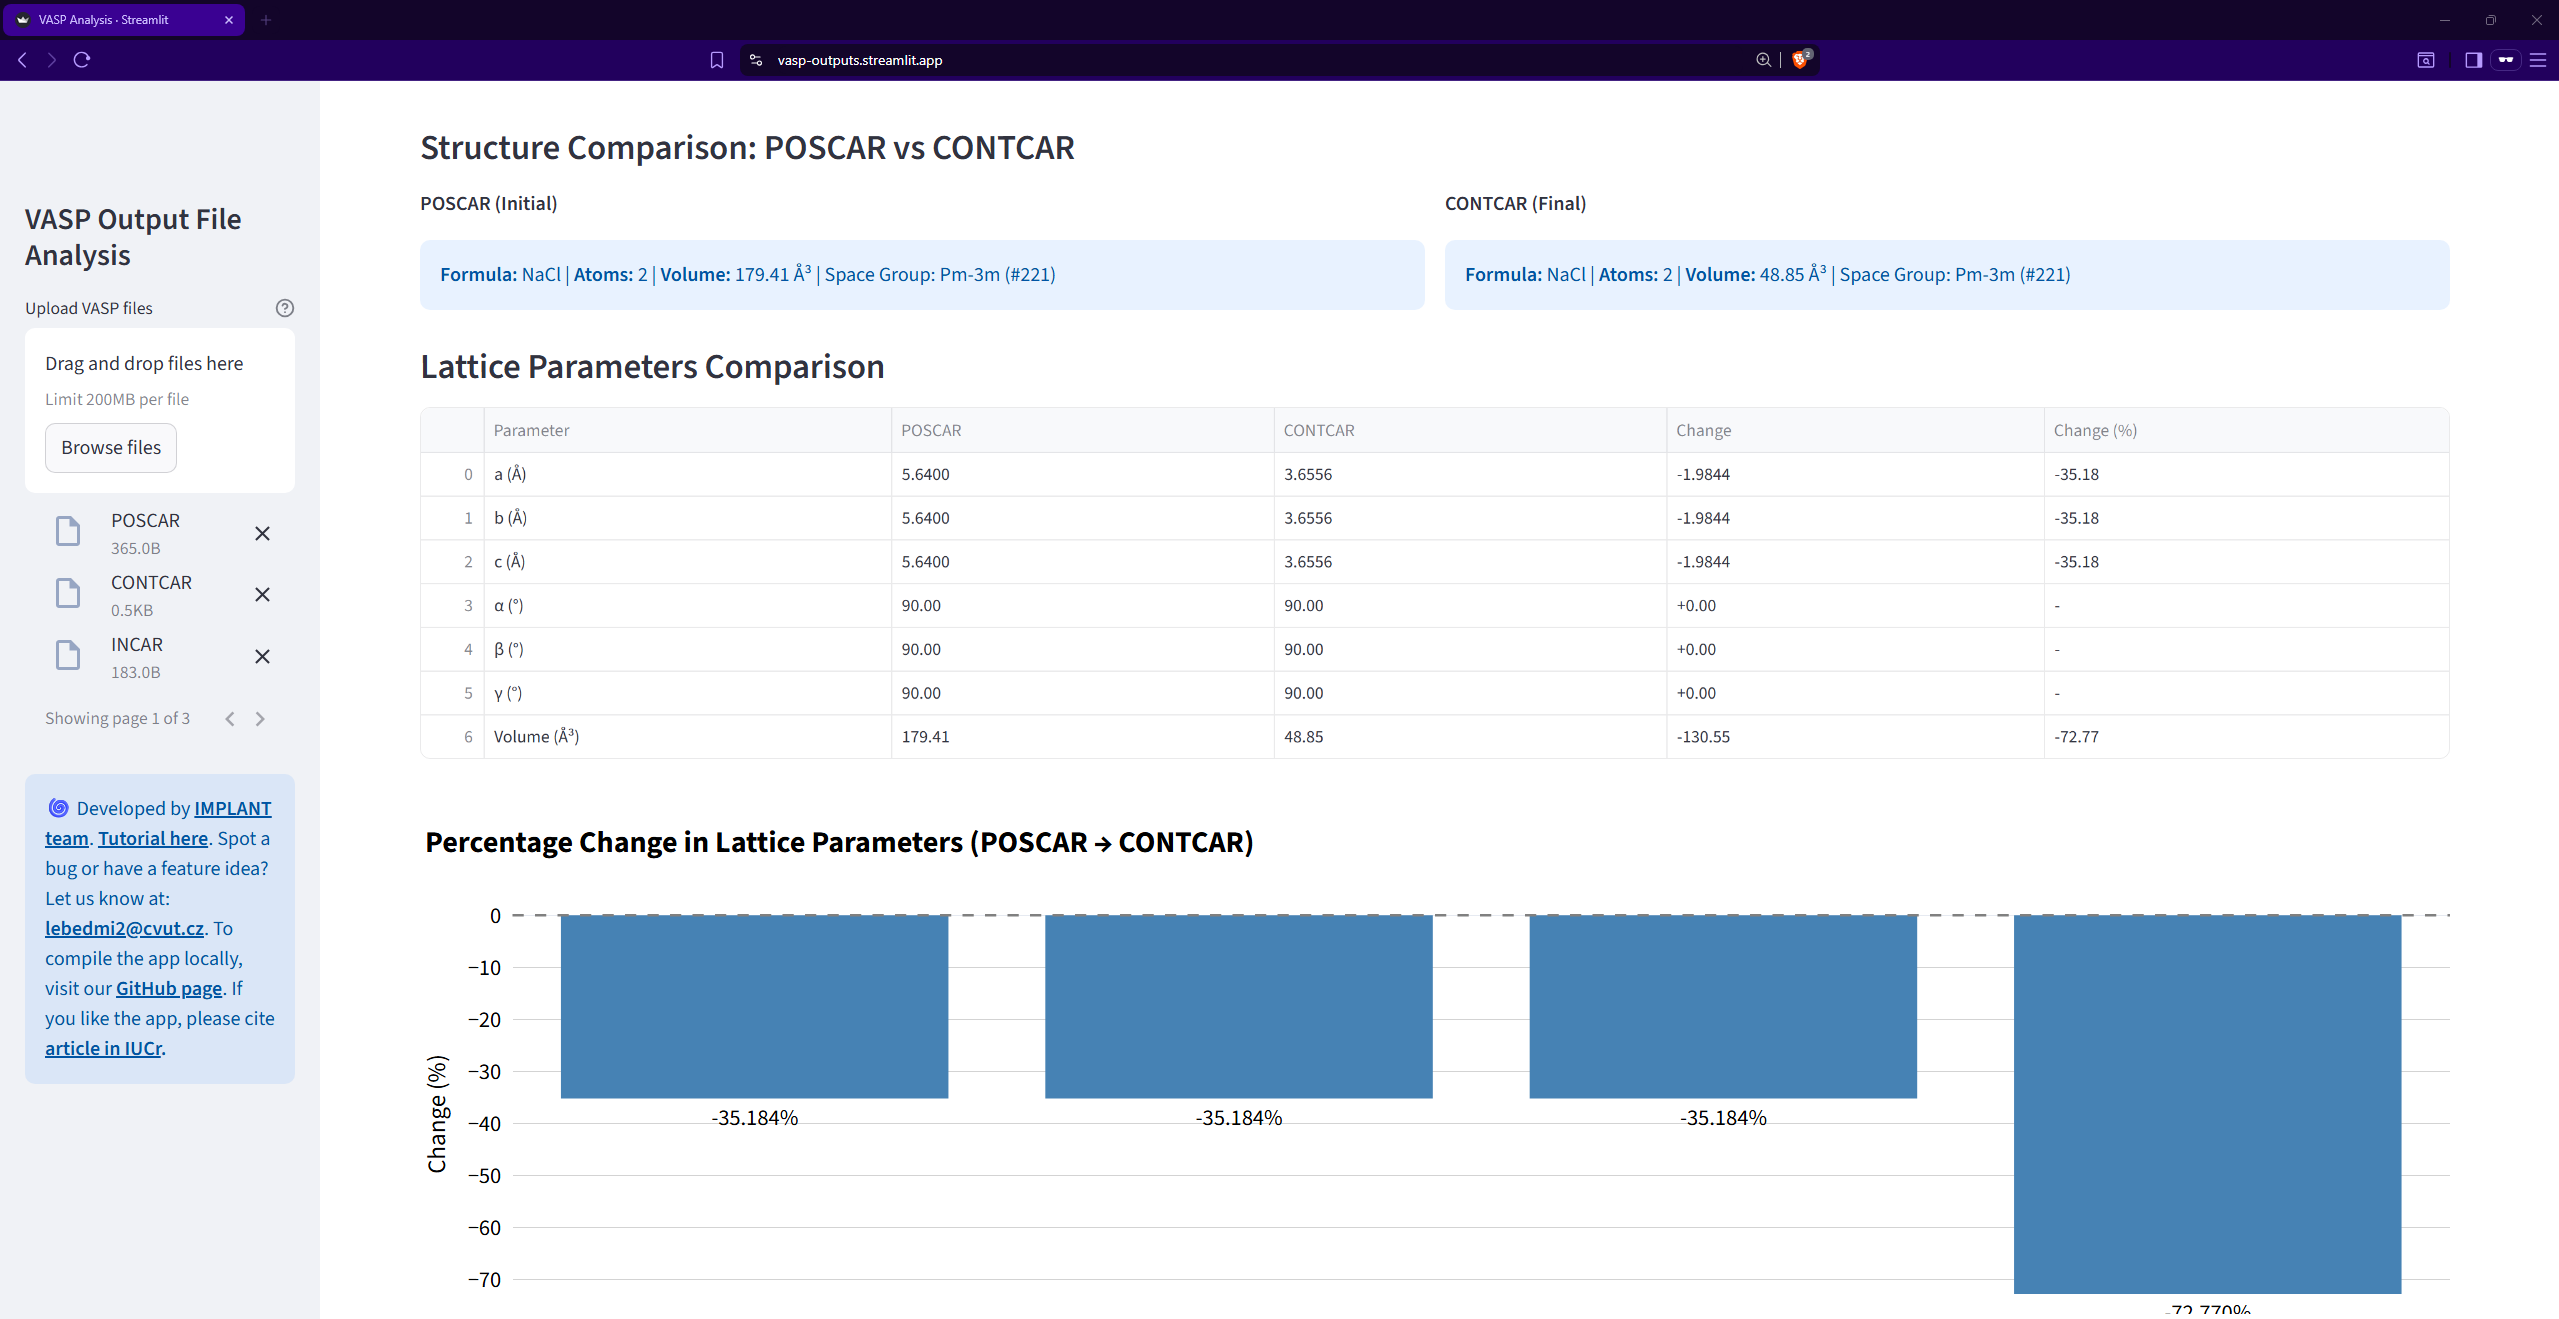 VASP Analysis · Streamlit
vasp-outputs.streamlit.app
2
VASP Output File
Analysis
Upload VASP files
Drag and drop files here
Limit 200MB per file
Browse files
POSCAR
365.0B
CONTCAR
0.5KB
INCAR
183.0B
Showing page 1 of 3
Developed by IMPLANT
team. Tutorial here. Spot a
bug or have a feature idea?
Let us know at:
lebedmi2@cvut.cz. To
compile the app locally,
visit our GitHub page. If
you like the app, please cite
article in IUCr.
Structure Comparison: POSCAR vs CONTCAR
POSCAR (Initial)
Formula: NaCl | Atoms: 2 | Volume: 179.41 Å³ | Space Group: Pm-3m (#221)
CONTCAR (Final)
Formula: NaCl | Atoms: 2 | Volume: 48.85 Å³ | Space Group: Pm-3m (#221)
Lattice Parameters Comparison
Parameter POSCAR CONTCAR Change Change (%)
0 a (Å) 5.6400 3.6556 -1.9844 -35.18
1 b (Å) 5.6400 3.6556 -1.9844 -35.18
2 c (Å) 5.6400 3.6556 -1.9844 -35.18
3 α (°) 90.00 90.00 +0.00 -
4 β (°) 90.00 90.00 +0.00 -
5 γ (°) 90.00 90.00 +0.00 -
6 Volume (Å³) 179.41 48.85 -130.55 -72.77
Percentage Change in Lattice Parameters (POSCAR → CONTCAR)
Change (%)
0
−10
−20
−30
−40
−50
−60
−70
-35.184%
-35.184%
-35.184%
-72.770%